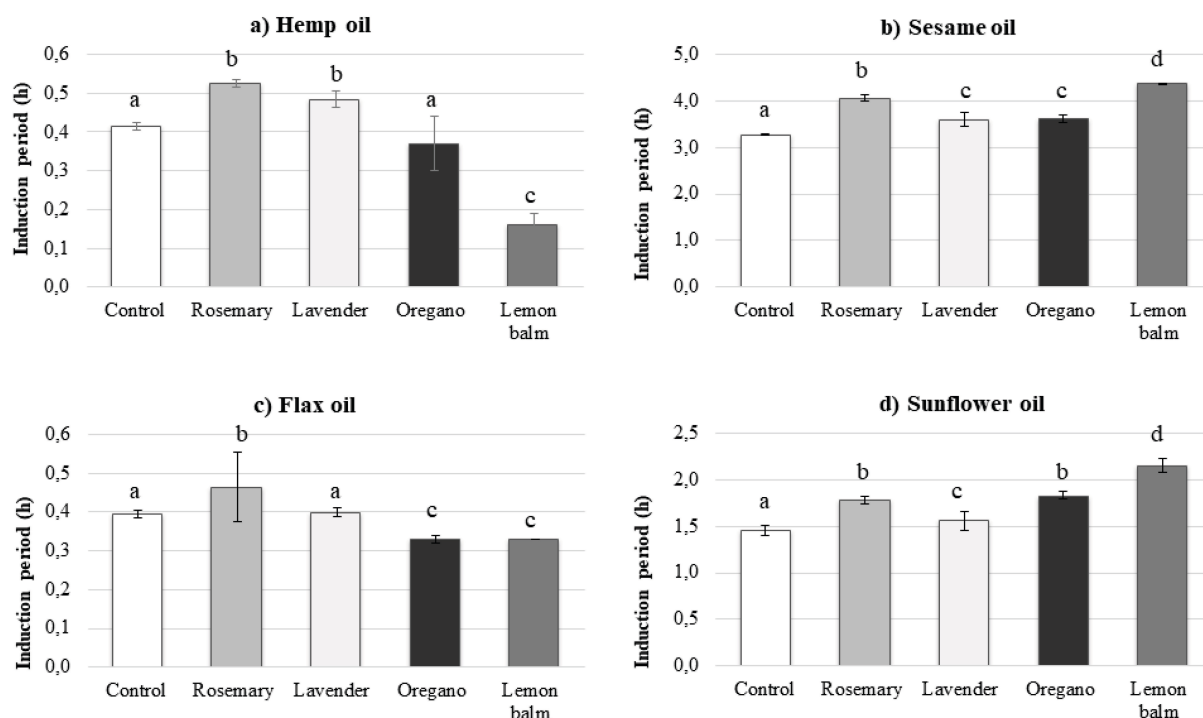 a) Hemp oil
Induction period (h)
0,6
0,5
0,4
0,3
0,2
0,1
0,0
a
b
b
a
c
Control
Rosemary
Lavender
Oregano
Lemon
balm
b) Sesame oil
Induction period (h)
5,0
4,0
3,0
2,0
1,0
0,0
a
b
c
c
d
Control
Rosemary
Lavender
Oregano
Lemon
balm
c) Flax oil
Induction period (h)
0,6
0,5
0,4
0,3
0,2
0,1
0,0
a
b
a
c
c
Control
Rosemary
Lavender
Oregano
Lemon
balm
d) Sunflower oil
Induction period (h)
2,5
2,0
1,5
1,0
0,5
0,0
a
b
c
b
d
Control
Rosemary
Lavender
Oregano
Lemon
balm